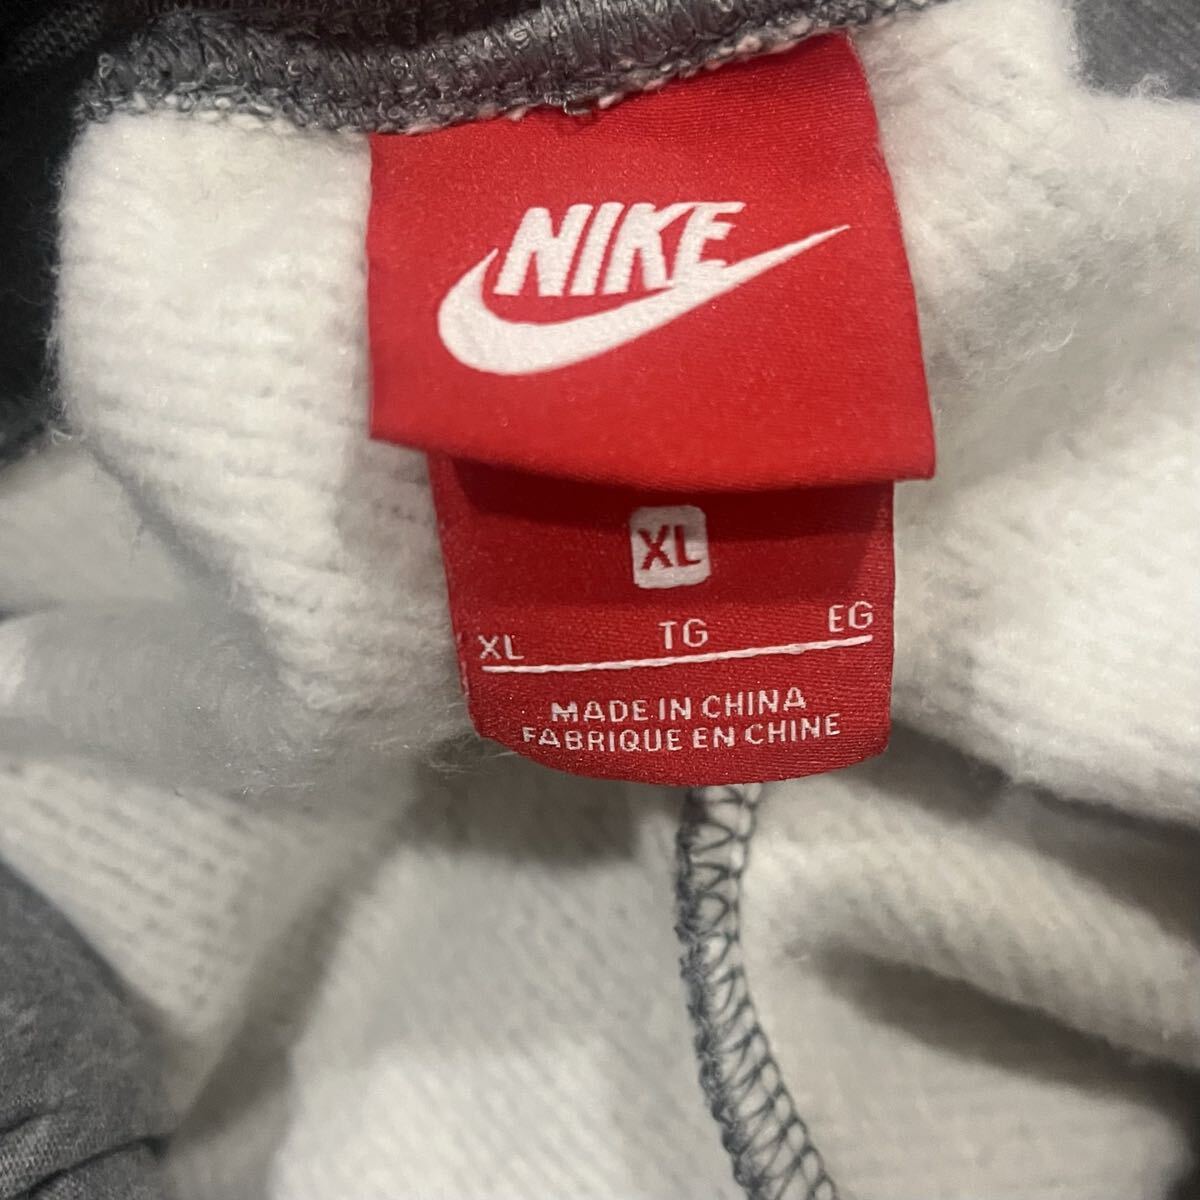 NIKE
XL
XL TG EG
MADE IN CHINA
FABRIQUE EN CHINE